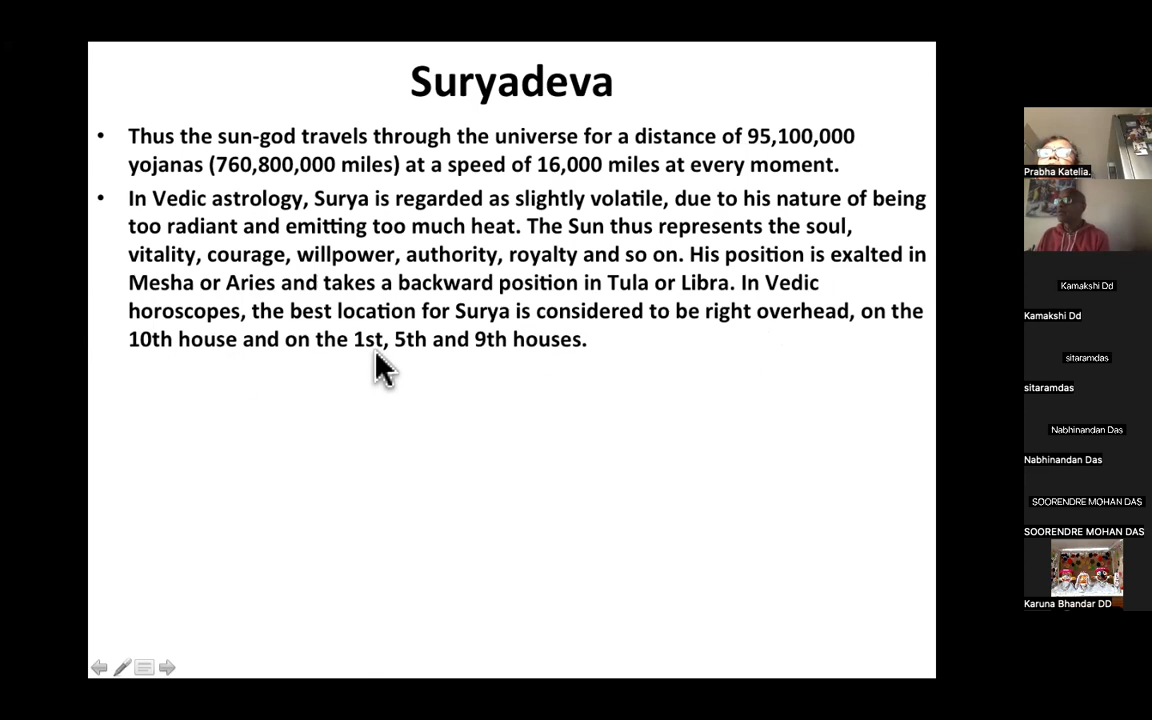 Suryadeva
• Thus the sun-god travels through the universe for a distance of 95,100,000
yojanas (760,800,000 miles) at a speed of 16,000 miles at every moment.
• In Vedic astrology, Surya is regarded as slightly volatile, due to his nature of being
too radiant and emitting too much heat. The Sun thus represents the soul,
vitality, courage, willpower, authority, royalty and so on. His position is exalted in
Mesha or Aries and takes a backward position in Tula or Libra. In Vedic
horoscopes, the best location for Surya is considered to be right overhead, on the
10th house and on the 1st, 5th and 9th houses.
Prabha Katelia.
Kamakshi Dd
Kamakshi Dd
sitaramdas
sitaramdas
Nabhinandan Das
Nabhinandan Das
SOORENDRE MOHAN DAS
SOORENDRE MOHAN DAS
Karuna Bhandar DD